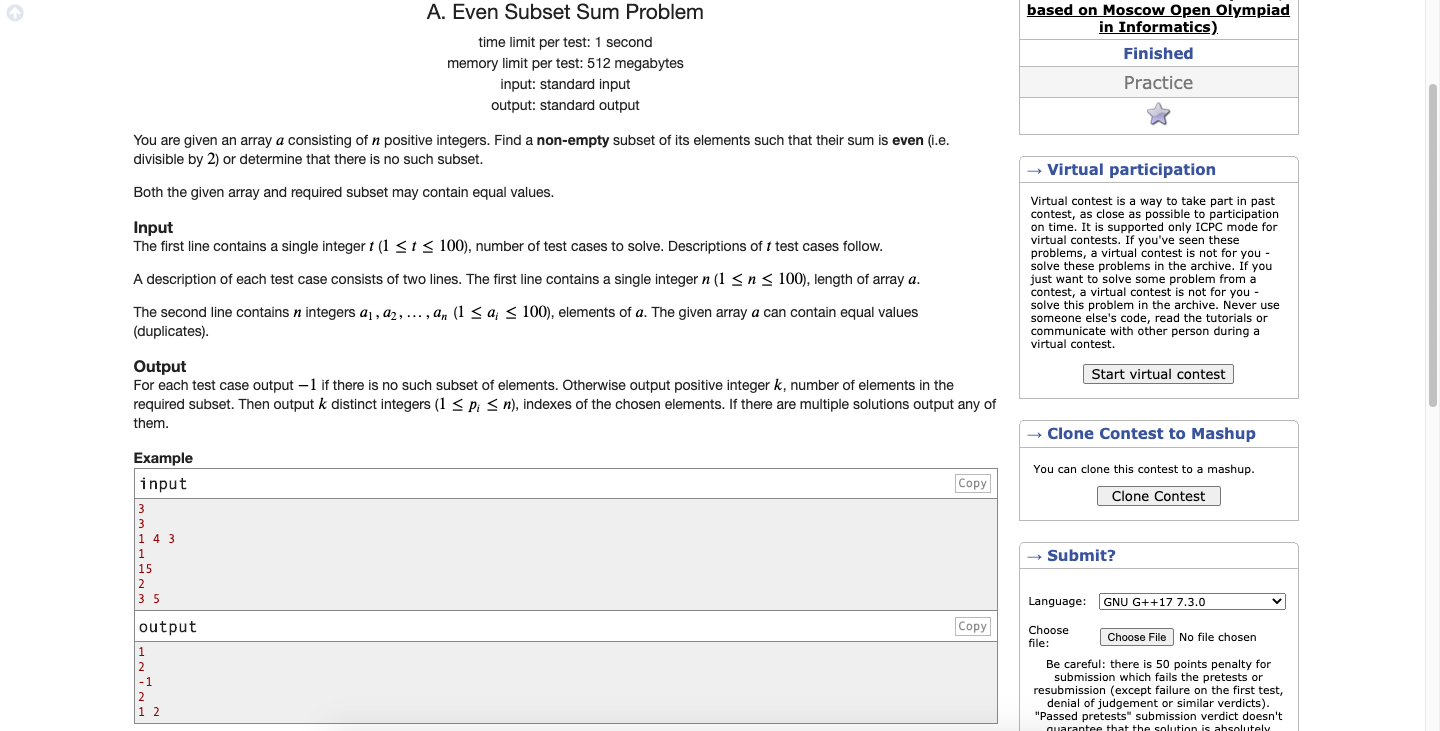 A. Even Subset Sum Problem
time limit per test: 1 second
memory limit per test: 512 megabytes
input: standard input
output: standard output
You are given an array a consisting of n positive integers. Find a non-empty subset of its elements such that their sum is even (i.e.
divisible by 2) or determine that there is no such subset.
Both the given array and required subset may contain equal values.
Input
The first line contains a single integer t (1 ≤ t ≤ 100), number of test cases to solve. Descriptions of t test cases follow.
A description of each test case consists of two lines. The first line contains a single integer n (1 ≤ n ≤ 100), length of array a.
The second line contains n integers a₁, a₂, … , aₙ (1 ≤ aᵢ ≤ 100), elements of a. The given array a can contain equal values
(duplicates).
Output
For each test case output −1 if there is no such subset of elements. Otherwise output positive integer k, number of elements in the
required subset. Then output k distinct integers (1 ≤ pᵢ ≤ n), indexes of the chosen elements. If there are multiple solutions output any of
them.
Example
input
Copy
3
3
1 4 3
1
15
2
3 5
output
Copy
1
2
-1
2
1 2
based on Moscow Open Olympiad
in Informatics)
Finished
Practice
→ Virtual participation
Virtual contest is a way to take part in past
contest, as close as possible to participation
on time. It is supported only ICPC mode for
virtual contests. If you've seen these
problems, a virtual contest is not for you -
solve these problems in the archive. If you
just want to solve some problem from a
contest, a virtual contest is not for you -
solve this problem in the archive. Never use
someone else's code, read the tutorials or
communicate with other person during a
virtual contest.
Start virtual contest
→ Clone Contest to Mashup
You can clone this contest to a mashup.
Clone Contest
→ Submit?
Language:
GNU G++17 7.3.0
Choose
file:
Choose File No file chosen
Be careful: there is 50 points penalty for
submission which fails the pretests or
resubmission (except failure on the first test,
denial of judgement or similar verdicts).
"Passed pretests" submission verdict doesn't
guarantee that the solution is absolutely